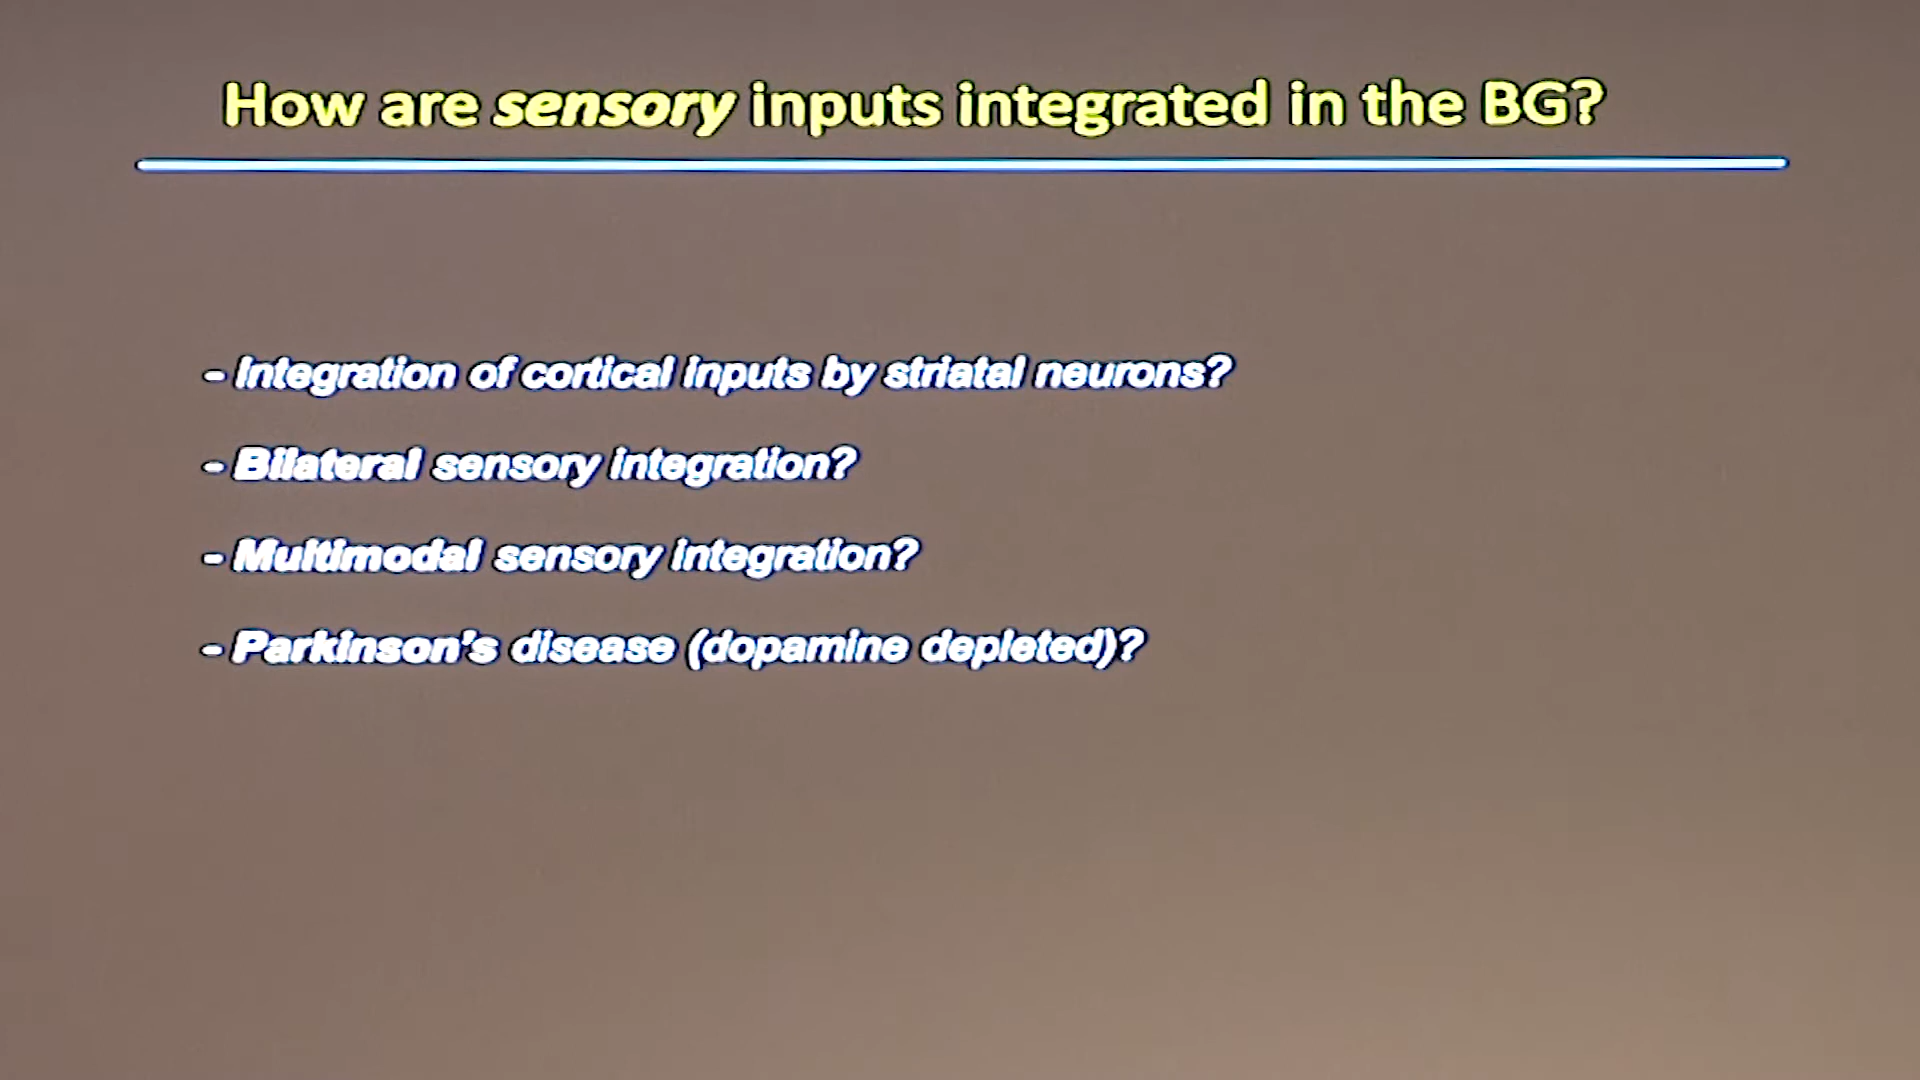 How are sensory inputs integrated in the BG?
- Integration of cortical inputs by striatal neurons?
- Bilateral sensory integration?
- Multimodal sensory integration?
- Parkinson's disease (dopamine depleted)?